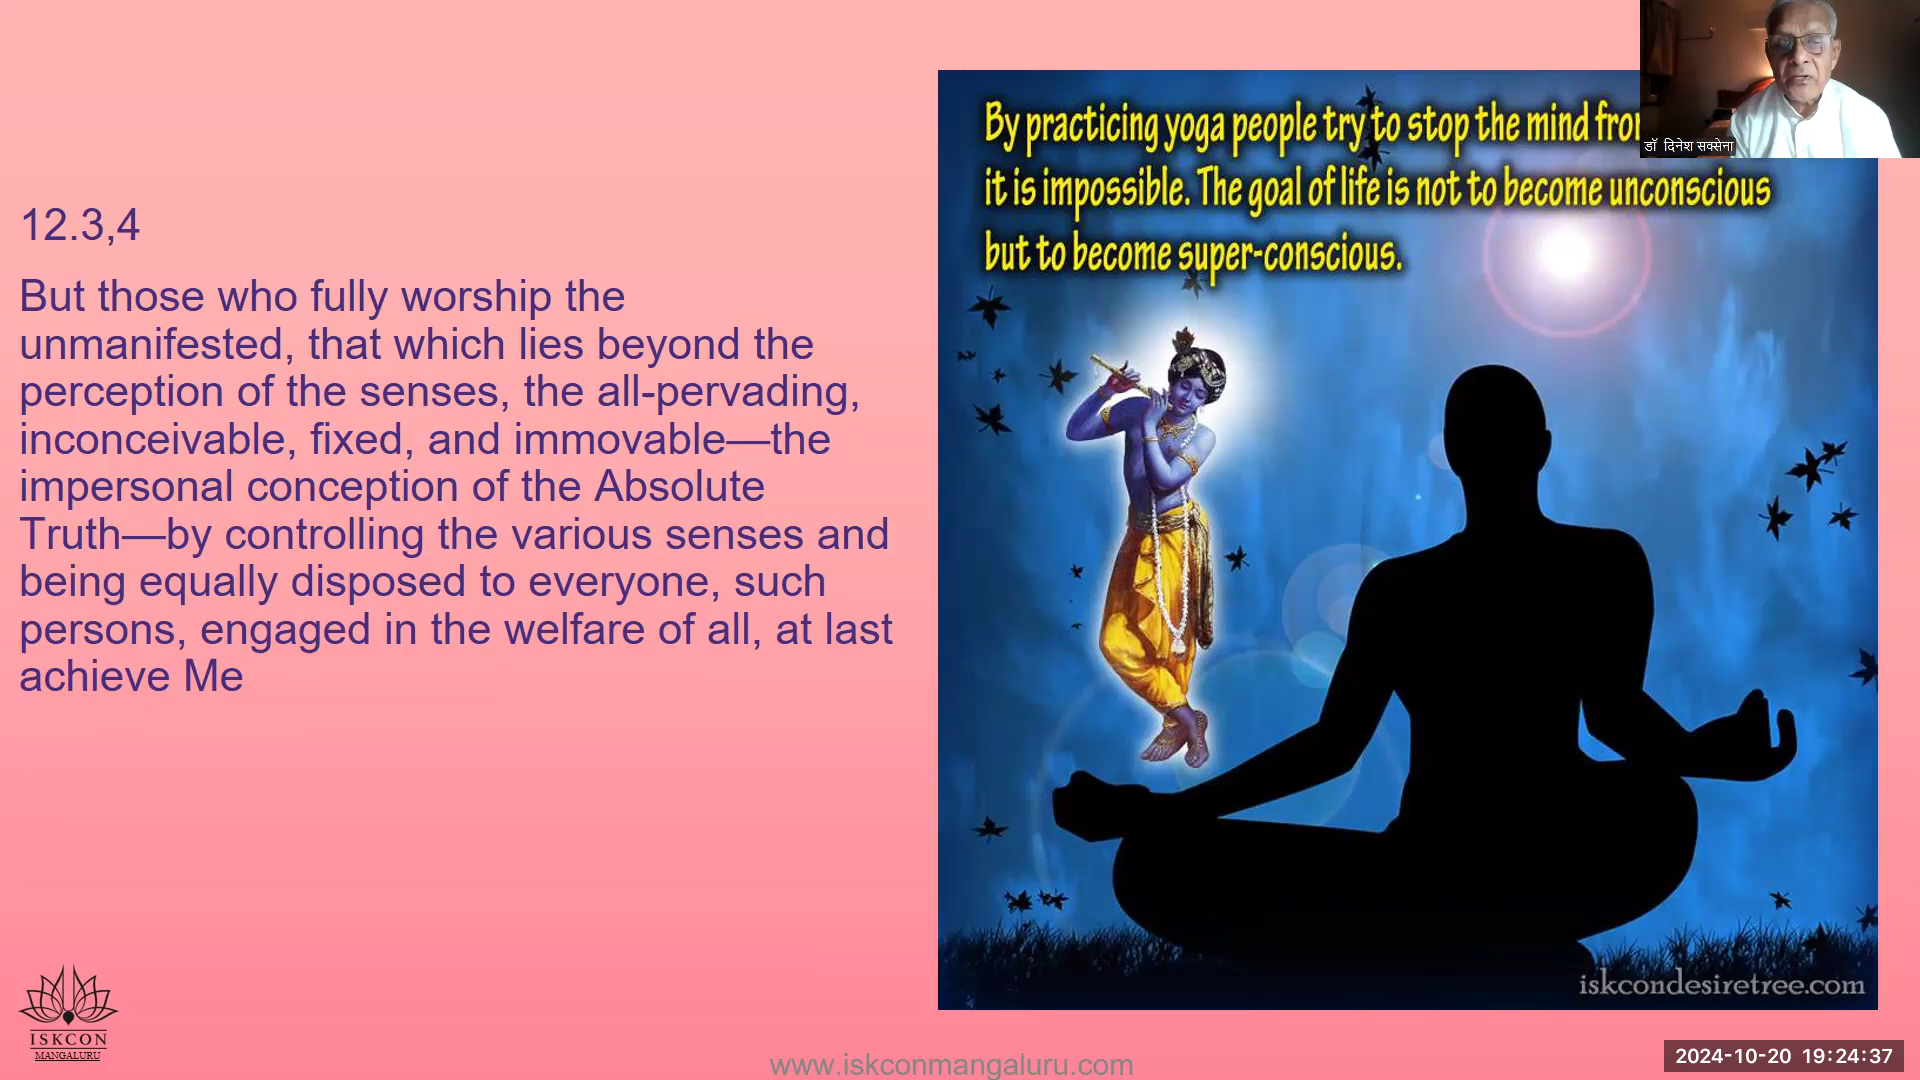 12.3,4
But those who fully worship the
unmanifested, that which lies beyond the
perception of the senses, the all-pervading,
inconceivable, fixed, and immovable—the
impersonal conception of the Absolute
Truth—by controlling the various senses and
being equally disposed to everyone, such
persons, engaged in the welfare of all, at last
achieve Me
By practicing yoga people try to stop the mind
it is impossible. The goal of life is not to become unconscious
but to become super-conscious.
डॉ दिनेश सक्सेना
iskcondesiretree.com
ISKCON
MANGALURU
www.iskconmangaluru.com
2024-10-20 19:24:37